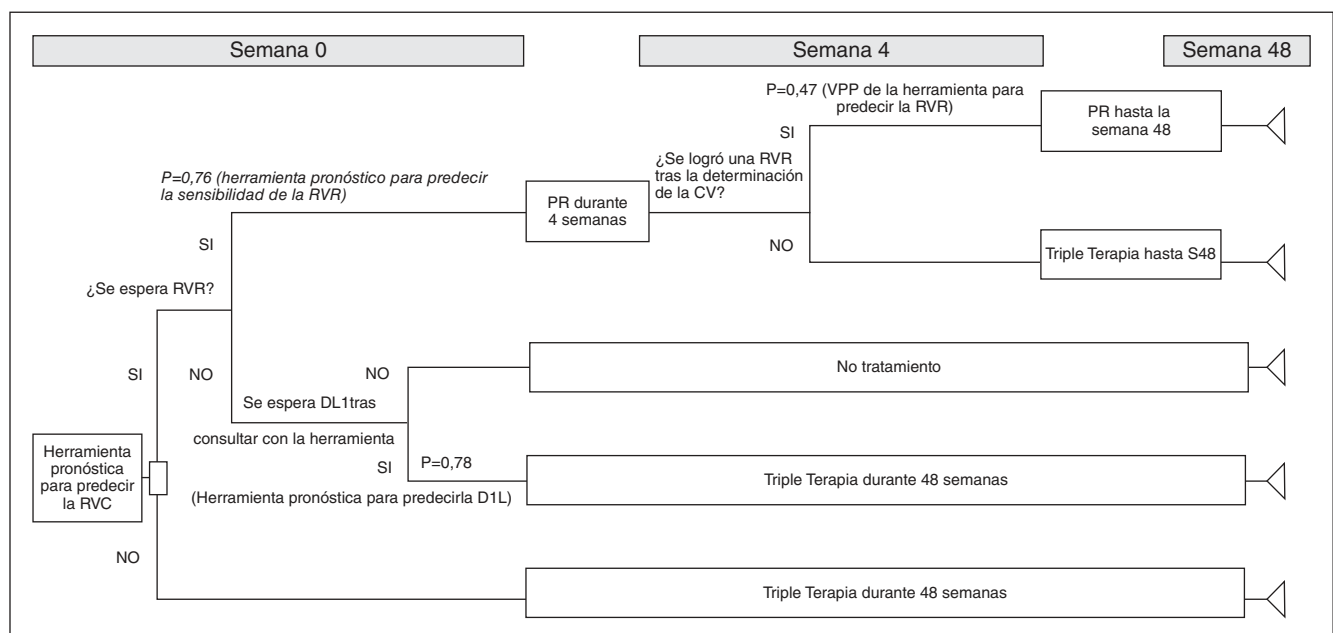 Semana 0
Semana 4
Semana 48
P=0,47 (VPP de la herramienta para
predecir la RVR)
SI
PR hasta la
semana 48
¿Se logró una RVR
tras la determinación
de la CV?
P=0,76 (herramienta pronóstico para predecir
la sensibilidad de la RVR)
PR durante
4 semanas
SI
NO
Triple Terapia hasta S48
¿Se espera RVR?
SI
NO
NO
No tratamiento
Se espera DL1tras
consultar con la herramienta
SI
P=0,78
Triple Terapia durante 48 semanas
(Herramienta pronóstica para predecirla D1L)
Herramienta
pronóstica
para predecir
la RVC
NO
Triple Terapia durante 48 semanas